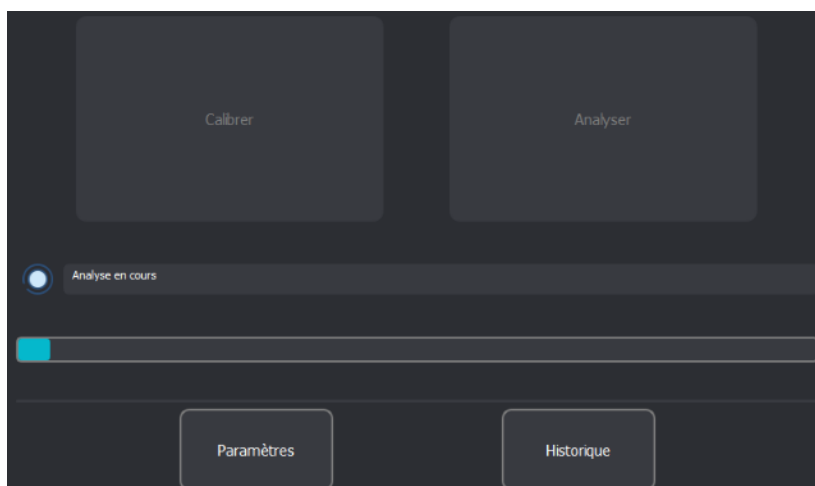 Calibrer
Analyser
Analyse en cours
Paramètres
Historique